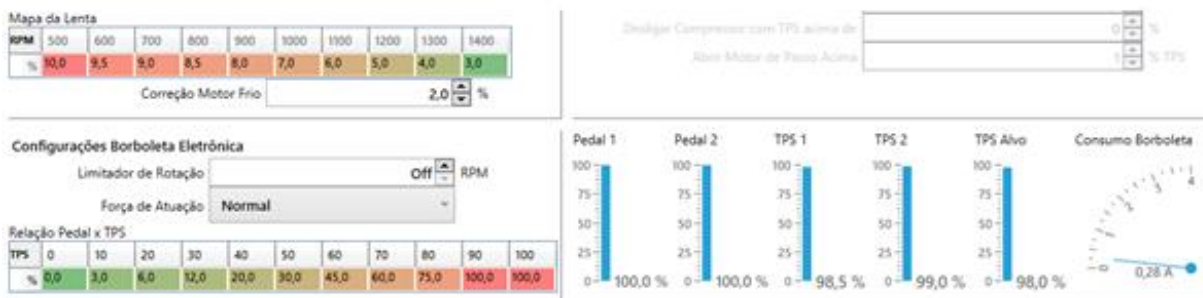 Mapa da Lenta
RPM 500 600 700 800 900 1000 1100 1200 1300 1400
% 10,0 9,5 9,0 8,5 8,0 7,0 6,0 5,0 4,0 3,0
Correção Motor Frio 2,0 %
Desligar Compressor com TPS acima de 0 %
Abre Motor de Passo Acima % TPS
Configurações Borboleta Eletrônica
Limitador de Rotação Off RPM
Força de Atuação Normal
Relação Pedal x TPS
TPS 0 10 20 30 40 50 60 70 80 90 100
% 0,0 3,0 6,0 12,0 20,0 30,0 45,0 60,0 75,0 100,0 100,0
Pedal 1 Pedal 2 TPS 1 TPS 2 TPS Alvo Consumo Borboleta
100 100 100 100 100
75 75 75 75 75
50 50 50 50 50
25 25 25 25 25
0 0 0 0 0
100,0 % 100,0 % 98,5 % 99,0 % 98,0 %
0 1 2 3 4
0,28 A